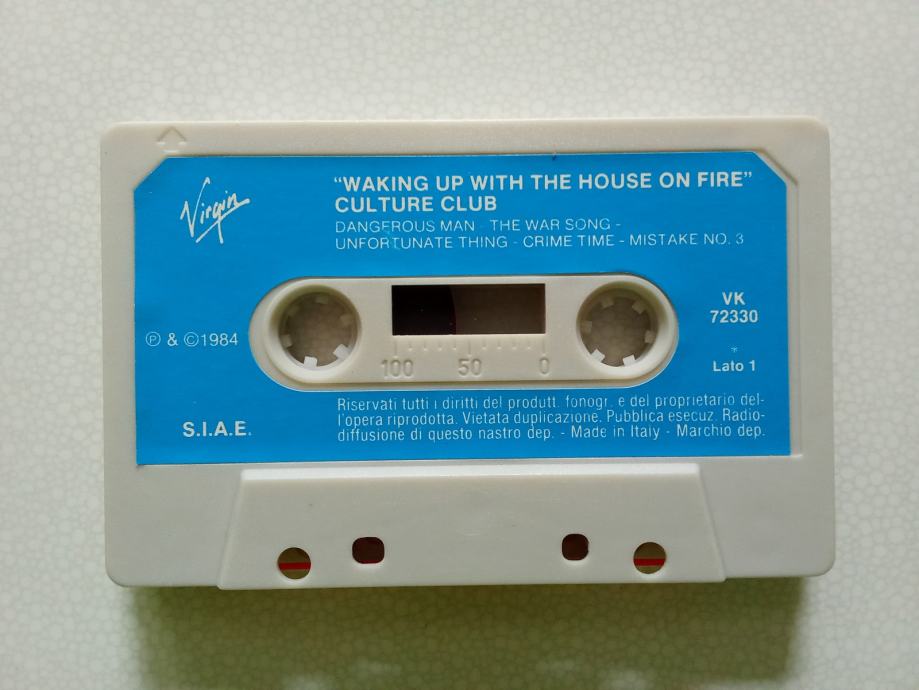 Virgin
"WAKING UP WITH THE HOUSE ON FIRE"
CULTURE CLUB
DANGEROUS MAN - THE WAR SONG -
UNFORTUNATE THING - CRIME TIME - MISTAKE NO. 3
VK
72330
Ⓟ & ©1984
100 50 0
*
Lato 1
S.I.A.E.
Riservati tutti i diritti del produtt. fonogr. e del proprietario del-
l'opera riprodotta. Vietata duplicazione. Pubblica esecuz. Radio-
diffusione di questo nastro dep. - Made in Italy - Marchio dep.